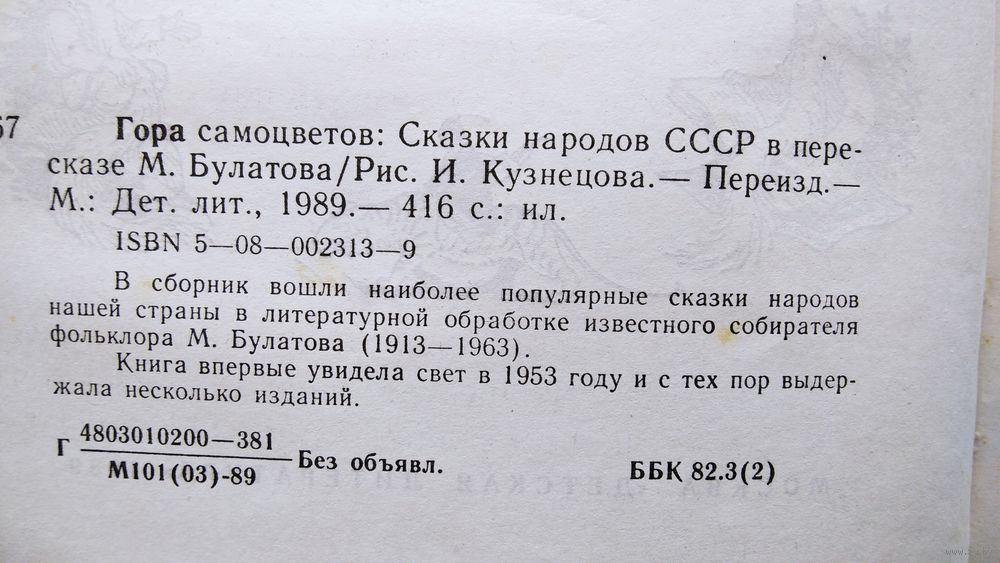 67
Гора самоцветов: Сказки народов СССР в пере-
сказе М. Булатова/Рис. И. Кузнецова.— Переизд.—
М.: Дет. лит., 1989.— 416 с.: ил.
ISBN 5—08—002313—9
В сборник вошли наиболее популярные сказки народов
нашей страны в литературной обработке известного собирателя
фольклора М. Булатова (1913—1963).
Книга впервые увидела свет в 1953 году и с тех пор выдер-
жала несколько изданий.
Г 4803010200—381
М101(03)-89
Без объявл.
ББК 82.3(2)